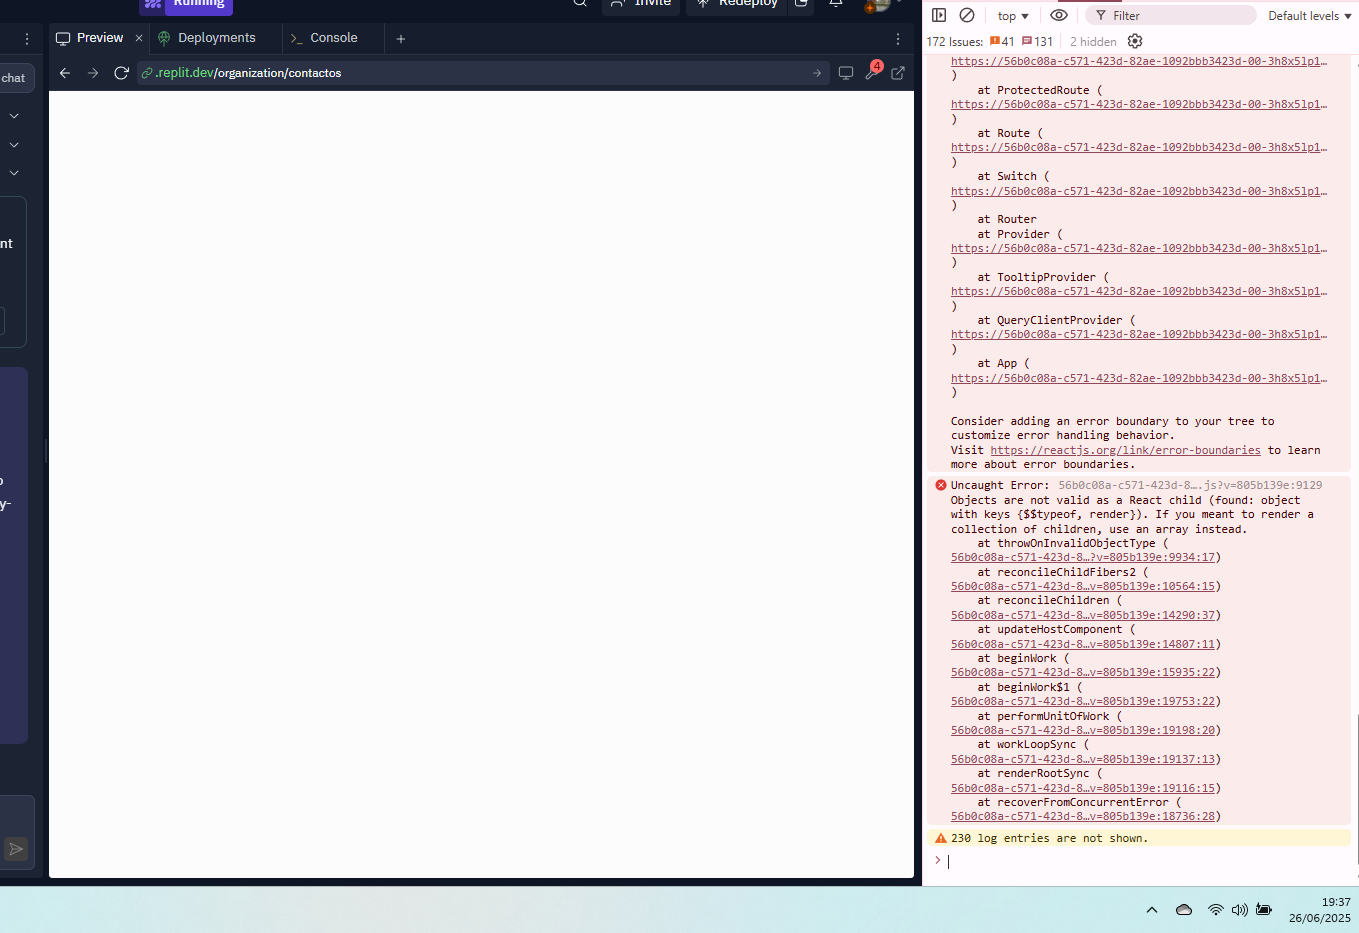 Running
Invite
Redeploy
Preview
Deployments
Console
chat
.replit.dev/organization/contactos
4
nt
y-
top
Filter
Default levels
172 Issues: 41 131
2 hidden
https://56b0c08a-c571-423d-82ae-1092bbb3423d-00-3h8x5lp1…
)
at ProtectedRoute (
https://56b0c08a-c571-423d-82ae-1092bbb3423d-00-3h8x5lp1…
)
at Route (
https://56b0c08a-c571-423d-82ae-1092bbb3423d-00-3h8x5lp1…
)
at Switch (
https://56b0c08a-c571-423d-82ae-1092bbb3423d-00-3h8x5lp1…
)
at Router
at Provider (
https://56b0c08a-c571-423d-82ae-1092bbb3423d-00-3h8x5lp1…
)
at TooltipProvider (
https://56b0c08a-c571-423d-82ae-1092bbb3423d-00-3h8x5lp1…
)
at QueryClientProvider (
https://56b0c08a-c571-423d-82ae-1092bbb3423d-00-3h8x5lp1…
)
at App (
https://56b0c08a-c571-423d-82ae-1092bbb3423d-00-3h8x5lp1…
)
Consider adding an error boundary to your tree to
customize error handling behavior.
Visit https://reactjs.org/link/error-boundaries to learn
more about error boundaries.
Uncaught Error: 56b0c08a-c571-423d-8….js?v=805b139e:9129
Objects are not valid as a React child (found: object
with keys {$$typeof, render}). If you meant to render a
collection of children, use an array instead.
at throwOnInvalidObjectType (
56b0c08a-c571-423d-8…?v=805b139e:9934:17)
at reconcileChildFibers2 (
56b0c08a-c571-423d-8…v=805b139e:10564:15)
at reconcileChildren (
56b0c08a-c571-423d-8…v=805b139e:14290:37)
at updateHostComponent (
56b0c08a-c571-423d-8…v=805b139e:14807:11)
at beginWork (
56b0c08a-c571-423d-8…v=805b139e:15935:22)
at beginWork$1 (
56b0c08a-c571-423d-8…v=805b139e:19753:22)
at performUnitOfWork (
56b0c08a-c571-423d-8…v=805b139e:19198:20)
at workLoopSync (
56b0c08a-c571-423d-8…v=805b139e:19137:13)
at renderRootSync (
56b0c08a-c571-423d-8…v=805b139e:19116:15)
at recoverFromConcurrentError (
56b0c08a-c571-423d-8…v=805b139e:18736:28)
230 log entries are not shown.
19:37
26/06/2025